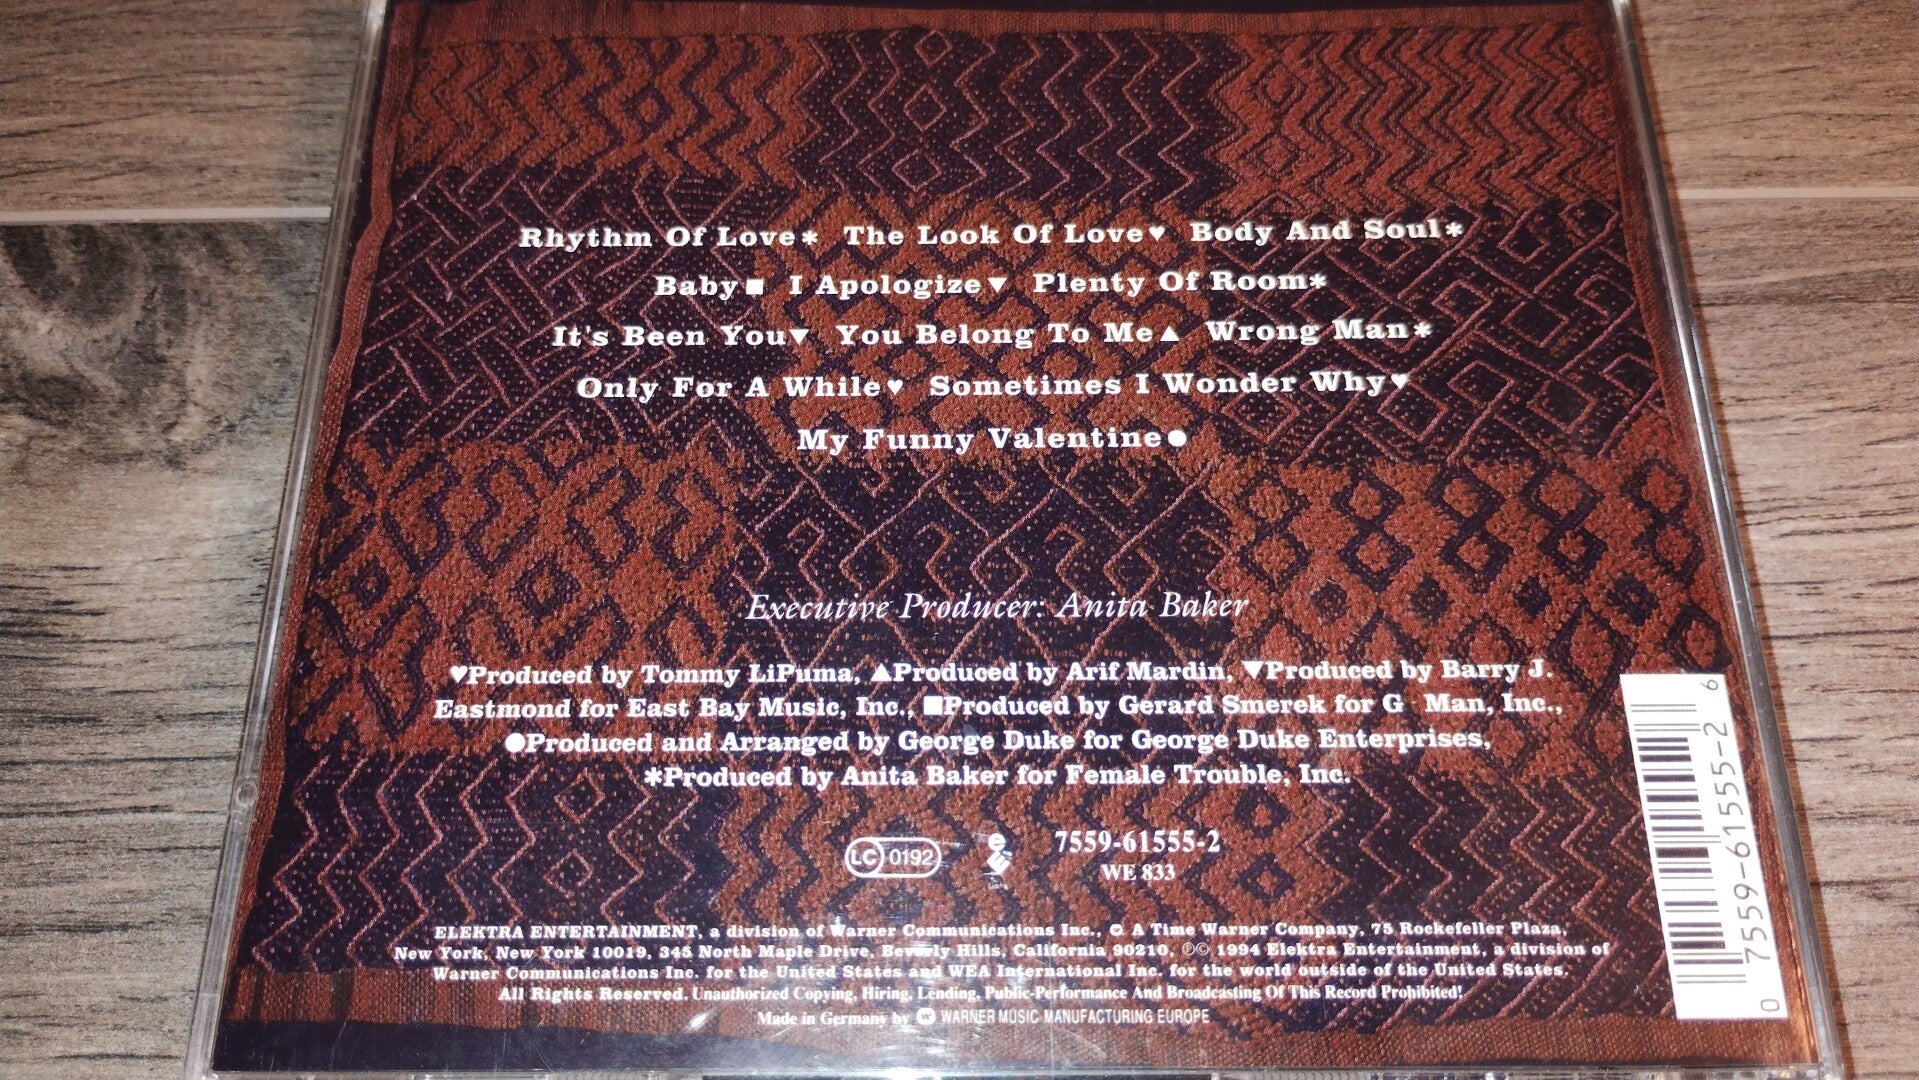 Rhythm Of Love* The Look Of Love♥ Body And Soul*
Baby■ I Apologize▼ Plenty Of Room*
It's Been You▼ You Belong To Me▲ Wrong Man*
Only For A While♥ Sometimes I Wonder Why♥
My Funny Valentine●
Executive Producer: Anita Baker
♥Produced by Tommy LiPuma, ▲Produced by Arif Mardin, ▼Produced by Barry J.
Eastmond for East Bay Music, Inc., ■Produced by Gerard Smerek for G Man, Inc.,
●Produced and Arranged by George Duke for George Duke Enterprises,
*Produced by Anita Baker for Female Trouble, Inc.
LC 0192
7559-61555-2
WE 833
ELEKTRA ENTERTAINMENT, a division of Warner Communications Inc., A Time Warner Company, 75 Rockefeller Plaza,
New York, New York 10019, 345 North Maple Drive, Beverly Hills, California 90210. ℗© 1994 Elektra Entertainment, a division of
Warner Communications Inc. for the United States and WEA International Inc. for the world outside of the United States.
All Rights Reserved. Unauthorized Copying, Hiring, Lending, Public-Performance And Broadcasting Of This Record Prohibited!
Made in Germany by WARNER MUSIC MANUFACTURING EUROPE
0 7559-61555-2 6